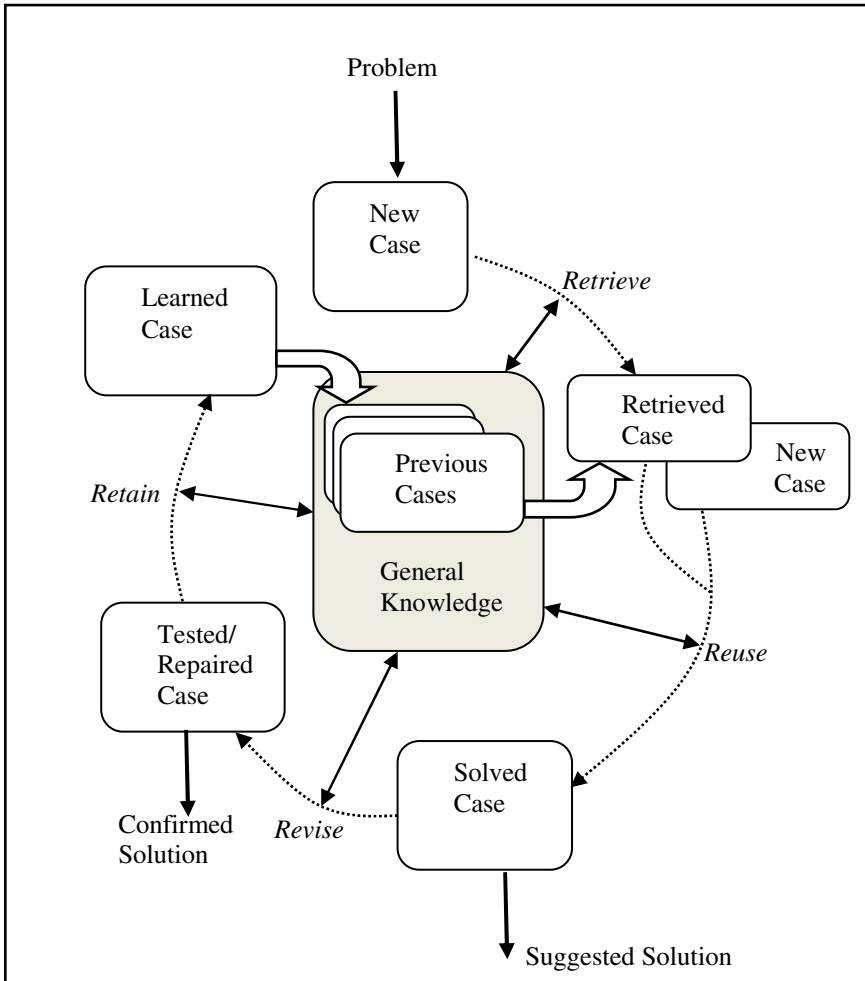 Problem
New
Case
Retrieve
Learned
Case
Retrieved
Case
New
Case
Previous
Cases
Retain
General
Knowledge
Tested/
Repaired
Case
Reuse
Solved
Case
Revise
Confirmed
Solution
Suggested Solution